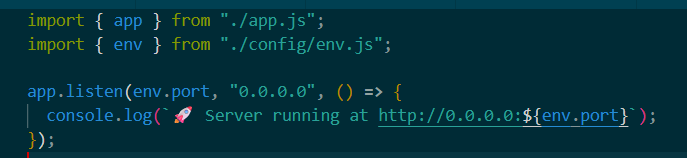 import { app } from "./app.js";
import { env } from "./config/env.js";
app.listen(env.port, "0.0.0.0", () => {
console.log(`🚀 Server running at http://0.0.0.0:${env.port}`);
});